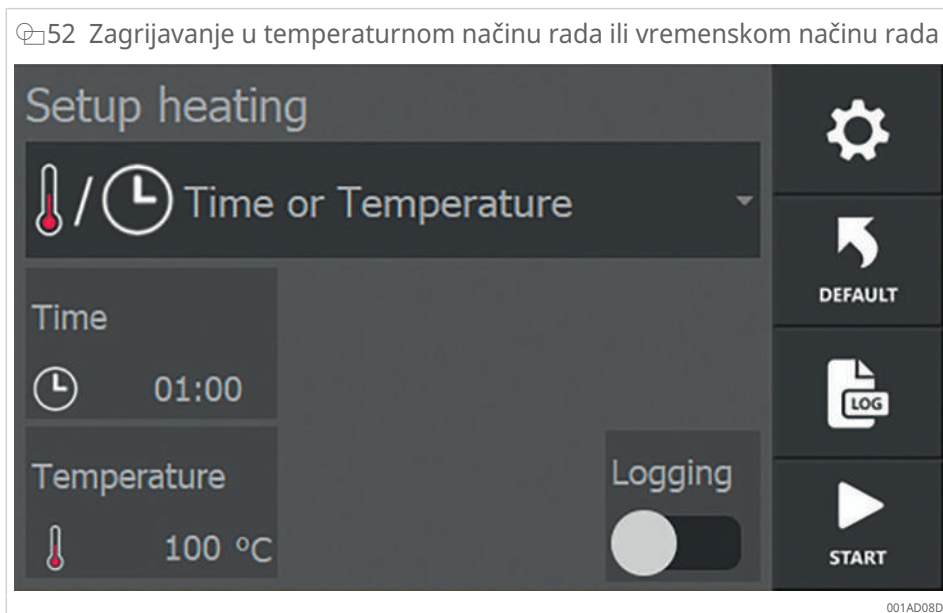 52 Zagrijavanje u temperaturnom načinu rada ili vremenskom načinu rada
Setup heating
/ Time or Temperature
DEFAULT
Time
01:00
LOG
Temperature
100 °C
Logging
START
001AD08D